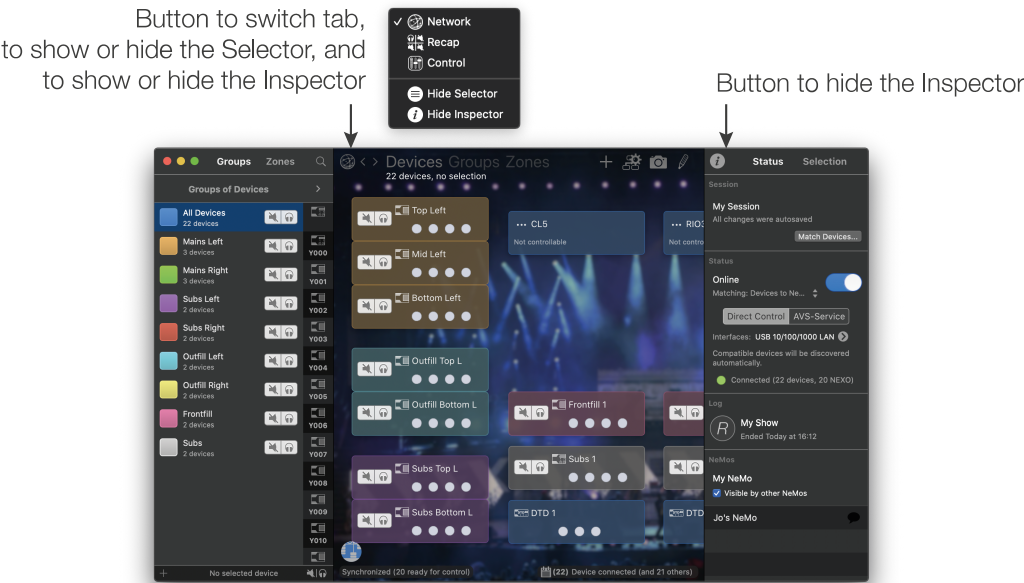 Button to switch tab,
to show or hide the Selector, and
to show or hide the Inspector
✓ Network
Recap
Control
Hide Selector
Hide Inspector
Button to hide the Inspector
Groups Zones
Groups of Devices
All Devices
22 devices
Mains Left
3 devices
Y000
Mains Right
3 devices
Y001
Subs Left
2 devices
Y002
Subs Right
2 devices
Y003
Outfill Left
2 devices
Y004
Outfill Right
2 devices
Y005
Frontfill
2 devices
Y006
Subs
2 devices
Y007
Y008
Y009
Y010
+ No selected device
Devices Groups Zones
22 devices, no selection
Top Left
Mid Left
Bottom Left
Outfill Top L
Outfill Bottom L
Subs Top L
Subs Bottom L
••• CL5
Not controllable
Frontfill 1
Subs 1
DTD 1
••• RIO3
Not contro
DTD
Synchronized (20 ready for control)
(22) Device connected (and 21 others)
Status Selection
Session
My Session
All changes were autosaved
Match Devices...
Status
Online
Matching: Devices to Ne...
Direct Control AVS-Service
Interfaces: USB 10/100/1000 LAN
Compatible devices will be discovered
automatically.
Connected (22 devices, 20 NEXO)
Log
R
My Show
Ended Today at 16:12
NeMos
My NeMo
Visible by other NeMos
Jo's NeMo